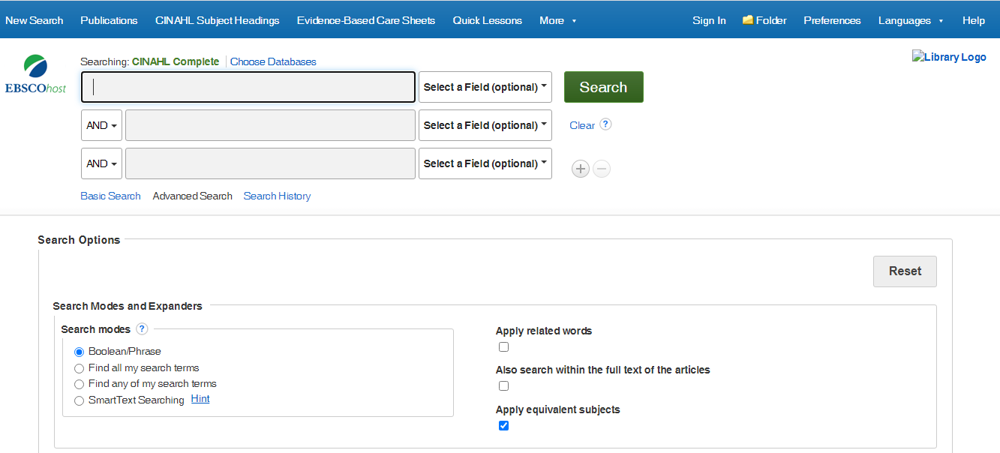 New Search Publications CINAHL Subject Headings Evidence-Based Care Sheets Quick Lessons More Sign In Folder Preferences Languages Help
EBSCOhost
Searching: CINAHL Complete Choose Databases
Library Logo
Select a Field (optional) Search
AND Select a Field (optional) Clear ?
AND Select a Field (optional)
Basic Search Advanced Search Search History
Search Options
Reset
Search Modes and Expanders
Search modes ?
Boolean/Phrase
Find all my search terms
Find any of my search terms
SmartText Searching Hint
Apply related words
Also search within the full text of the articles
Apply equivalent subjects